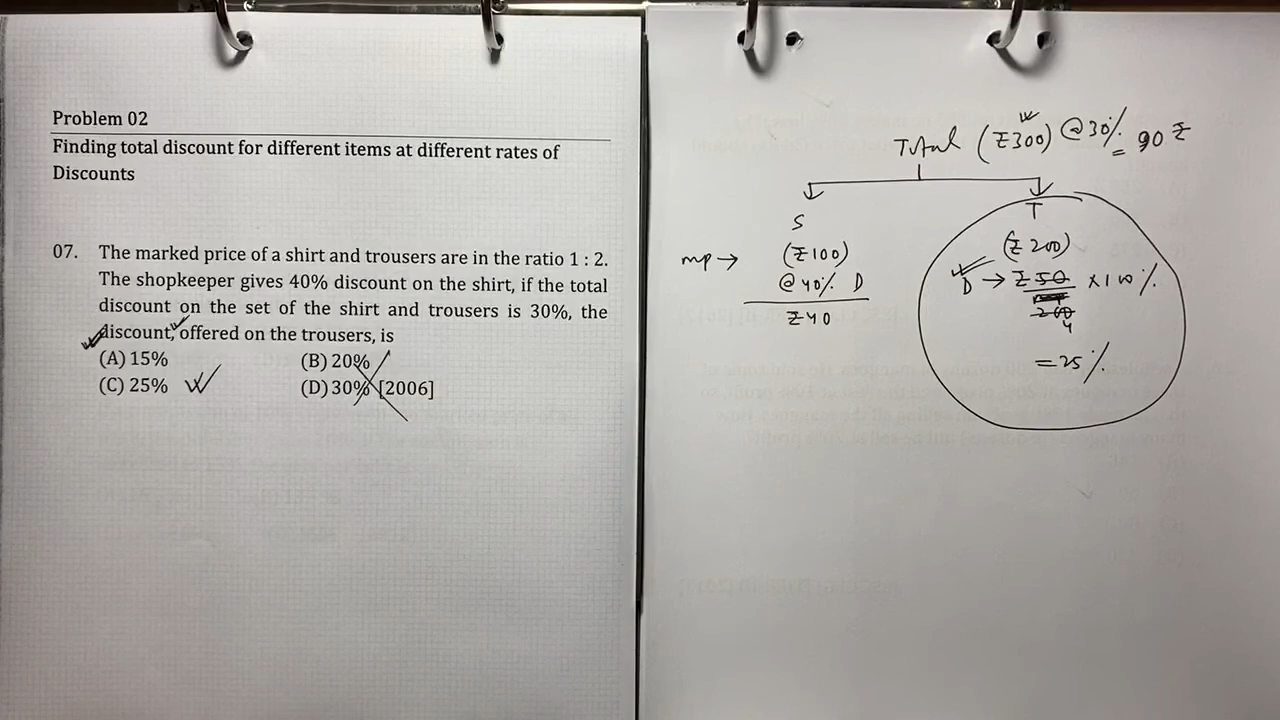 Problem 02
Finding total discount for different items at different rates of
Discounts
07. The marked price of a shirt and trousers are in the ratio 1 : 2.
The shopkeeper gives 40% discount on the shirt, if the total
discount on the set of the shirt and trousers is 30%, the
discount, offered on the trousers, is
(A) 15% (B) 20%
(C) 25% (D) 30% [2006]
Total (₹300) @30% = 90 ₹
S T
mp → (₹100) (₹200)
@40% D D → ₹50 × 100%
₹40 200
4
= 25%